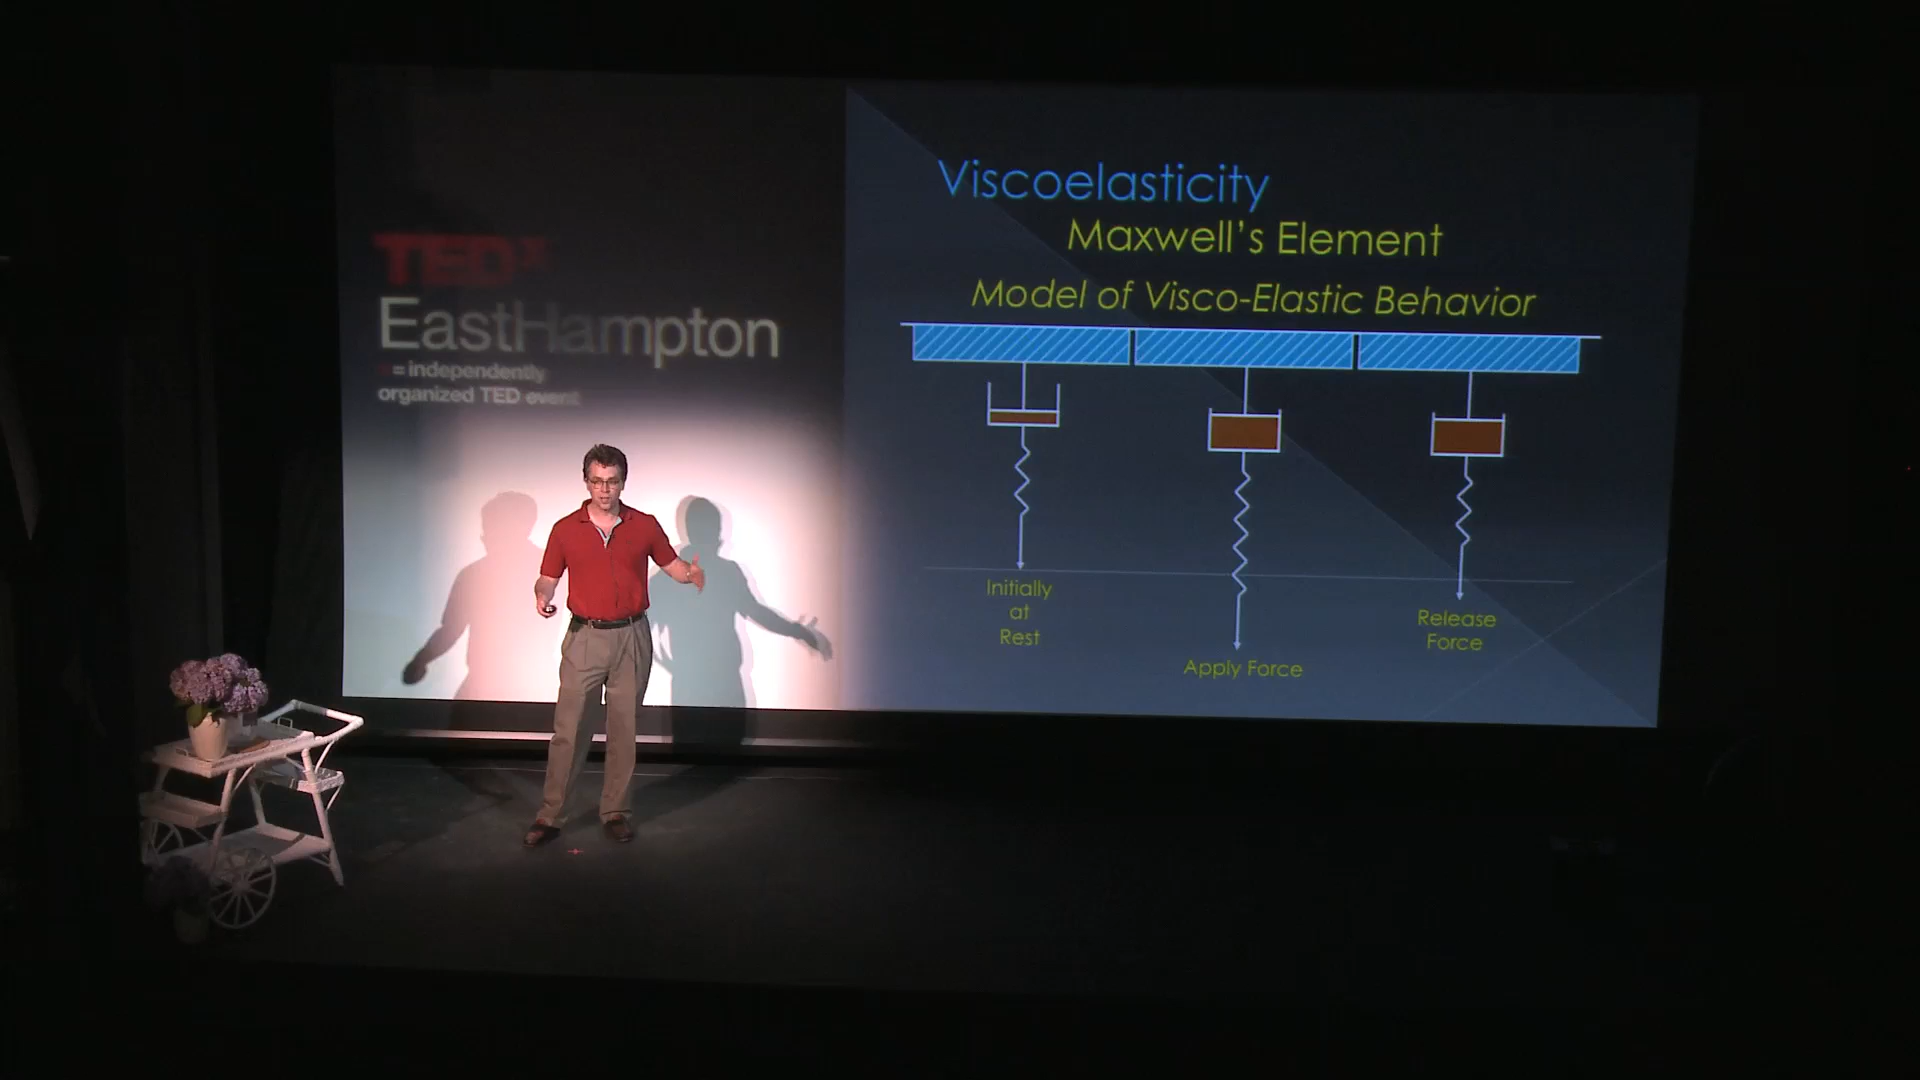 TEDx
EastHampton
x = independently
organized TED event
Viscoelasticity
Maxwell's Element
Model of Visco-Elastic Behavior
Initially
at
Rest
Apply Force
Release
Force